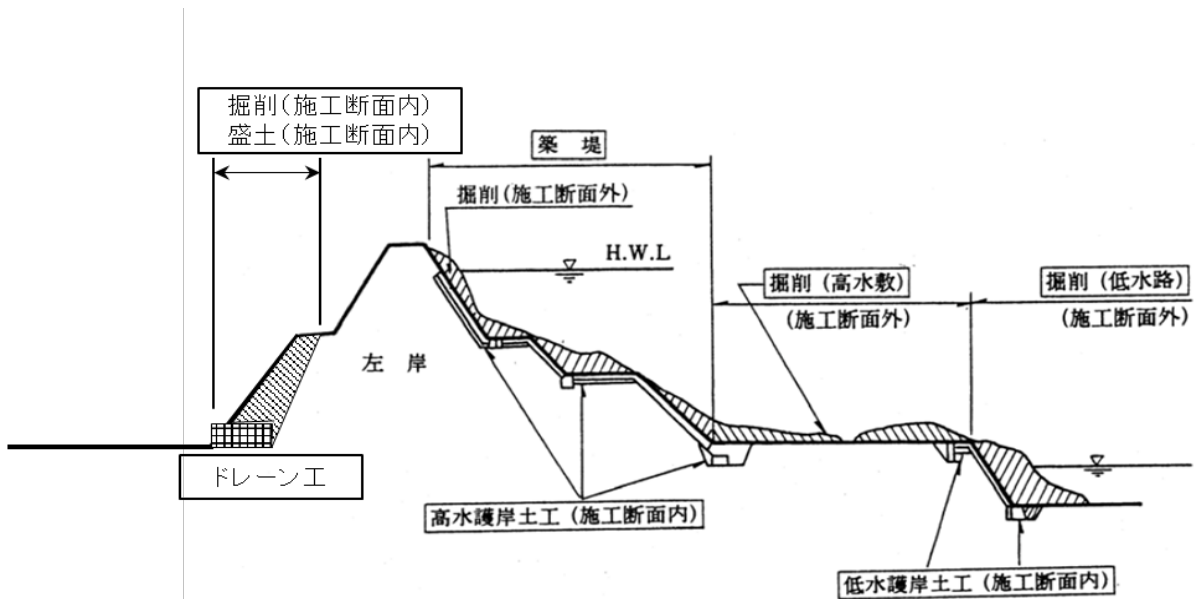 掘削(施工断面内)
盛土(施工断面内)
築 堤
掘削(施工断面外)
H.W.L
掘削(高水敷)
(施工断面外)
掘削(低水路)
(施工断面外)
左 岸
ドレーン工
高水護岸土工(施工断面内)
低水護岸土工(施工断面内)